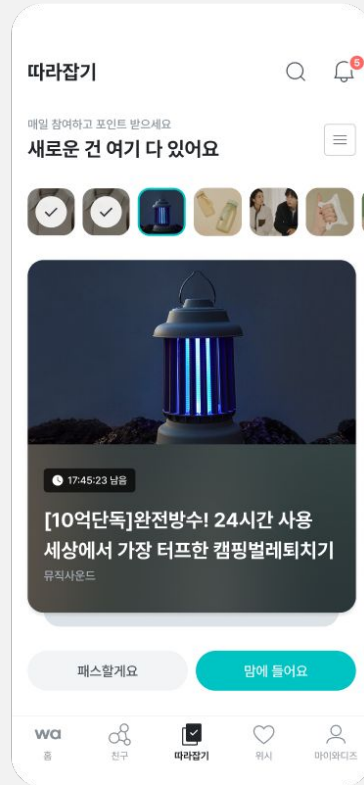 따라잡기
5
매일 참여하고 포인트 받으세요
새로운 건 여기 다 있어요
17:45:23 남음
[10억단독]완전방수! 24시간 사용
세상에서 가장 터프한 캠핑벌레퇴치기
뮤직사운드
패스할게요
맘에 들어요
wa
홈
친구
따라잡기
위시
마이와디즈